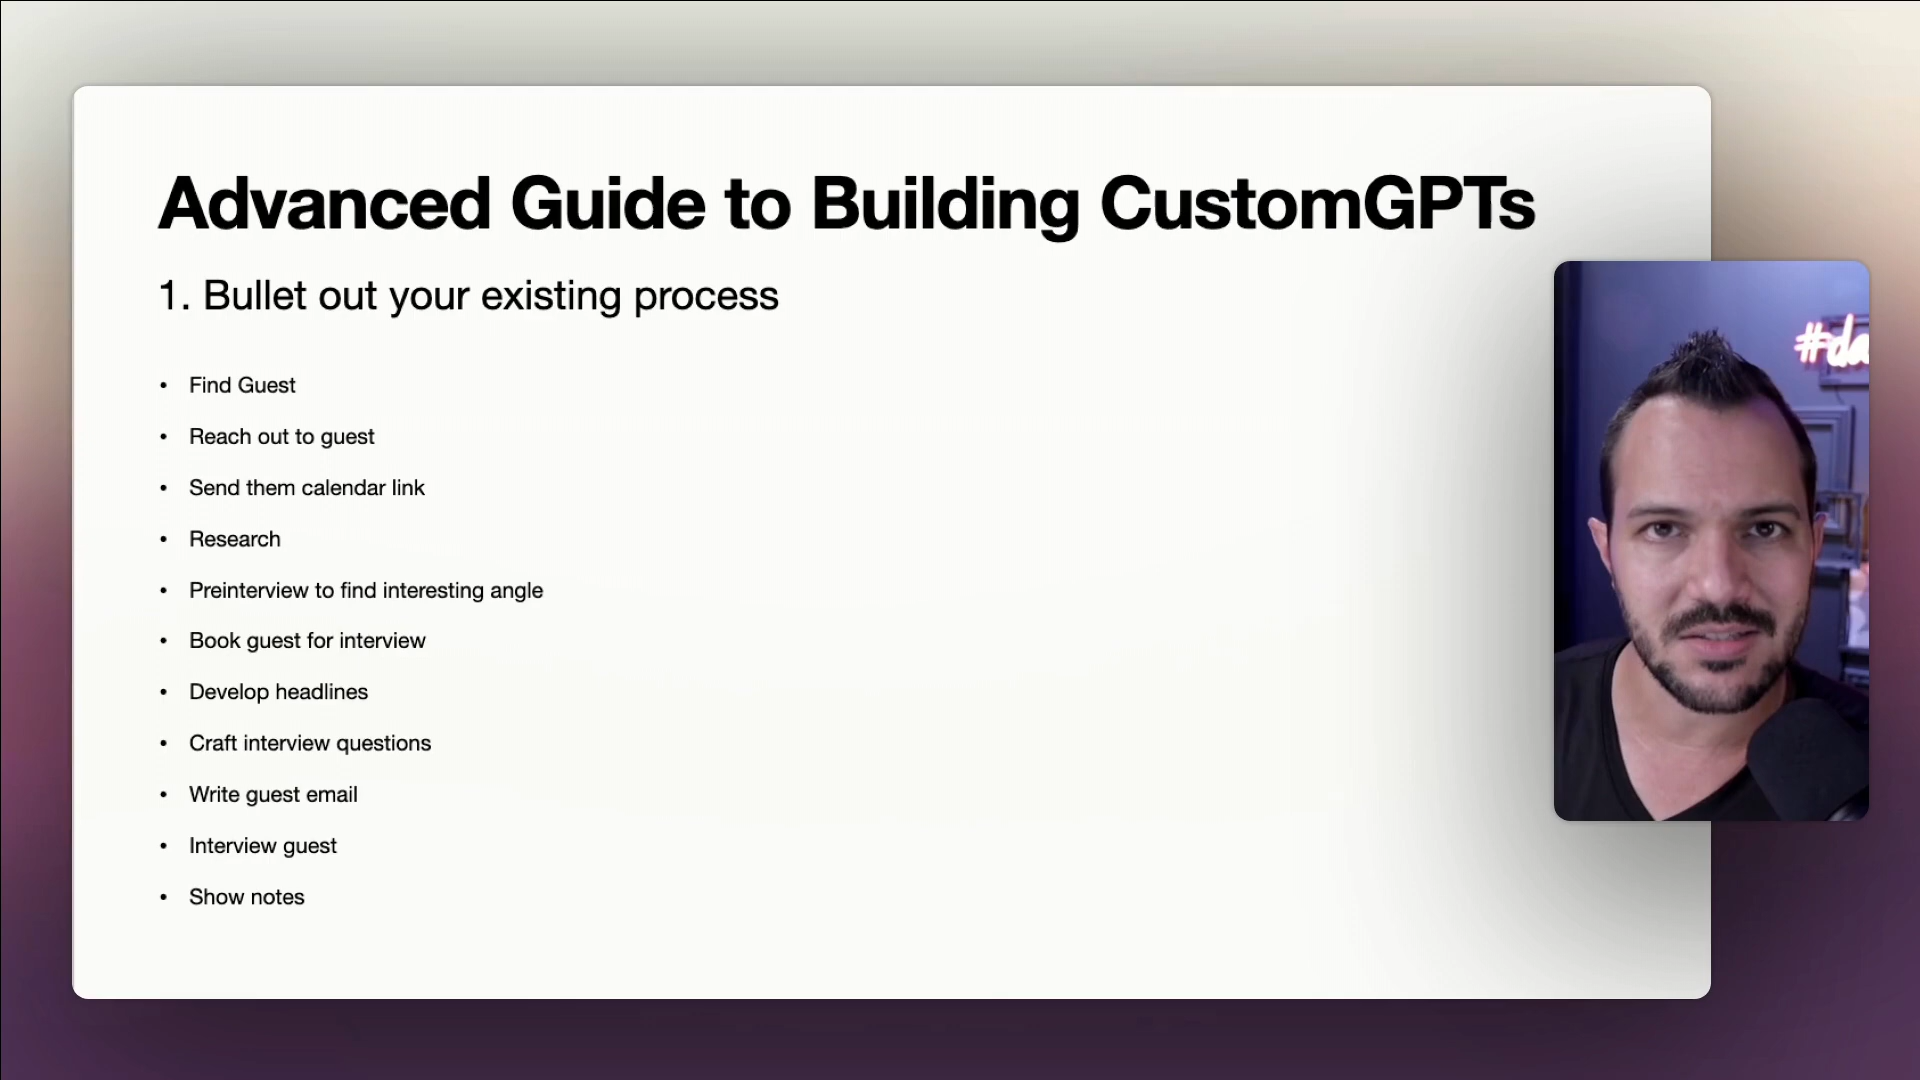 Advanced Guide to Building CustomGPTs
1. Bullet out your existing process
• Find Guest
• Reach out to guest
• Send them calendar link
• Research
• Preinterview to find interesting angle
• Book guest for interview
• Develop headlines
• Craft interview questions
• Write guest email
• Interview guest
• Show notes
#da